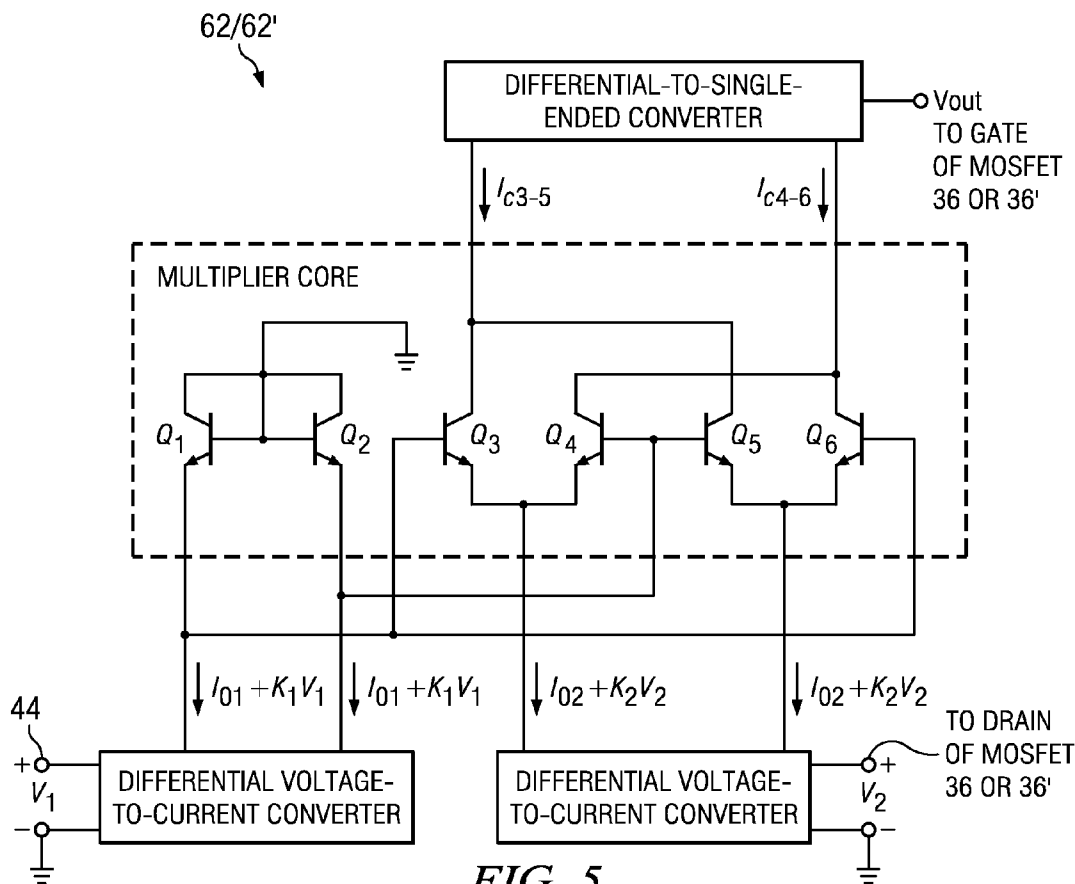 62/62'
DIFFERENTIAL-TO-SINGLE-
ENDED CONVERTER
Vout
TO GATE
OF MOSFET
36 OR 36'
Ic3-5
Ic4-6
MULTIPLIER CORE
Q1
Q2
Q3
Q4
Q5
Q6
I01 + K1V1
I01 + K1V1
I02 + K2V2
I02 + K2V2
44
+
V1
-
DIFFERENTIAL VOLTAGE-
TO-CURRENT CONVERTER
DIFFERENTIAL VOLTAGE-
TO-CURRENT CONVERTER
+
V2
-
TO DRAIN
OF MOSFET
36 OR 36'
FIG. 5